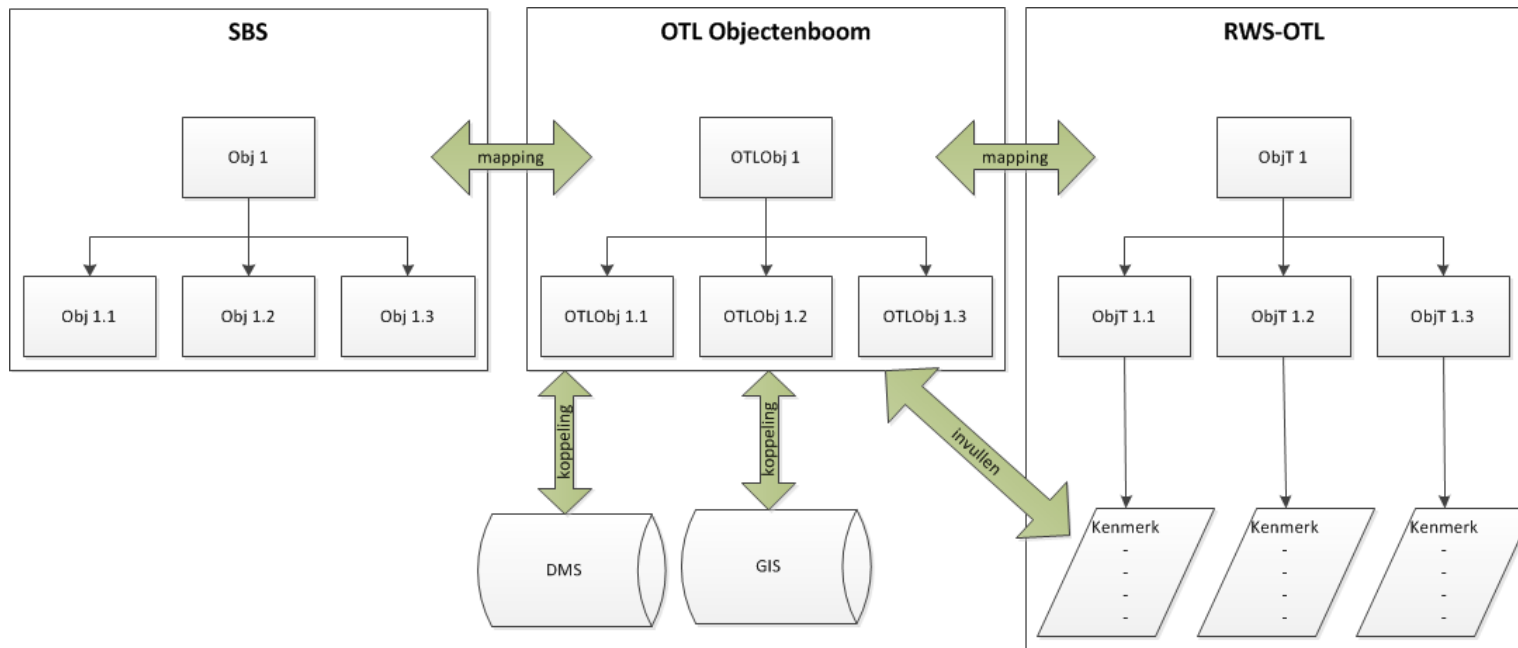 SBS
OTL Objectenboom
RWS-OTL
Obj 1
mapping
OTLObj 1
mapping
ObjT 1
Obj 1.1
Obj 1.2
Obj 1.3
OTLObj 1.1
OTLObj 1.2
OTLObj 1.3
ObjT 1.1
ObjT 1.2
ObjT 1.3
koppeling
koppeling
invullen
DMS
GIS
Kenmerk
-
-
-
-
Kenmerk
-
-
-
-
Kenmerk
-
-
-
-